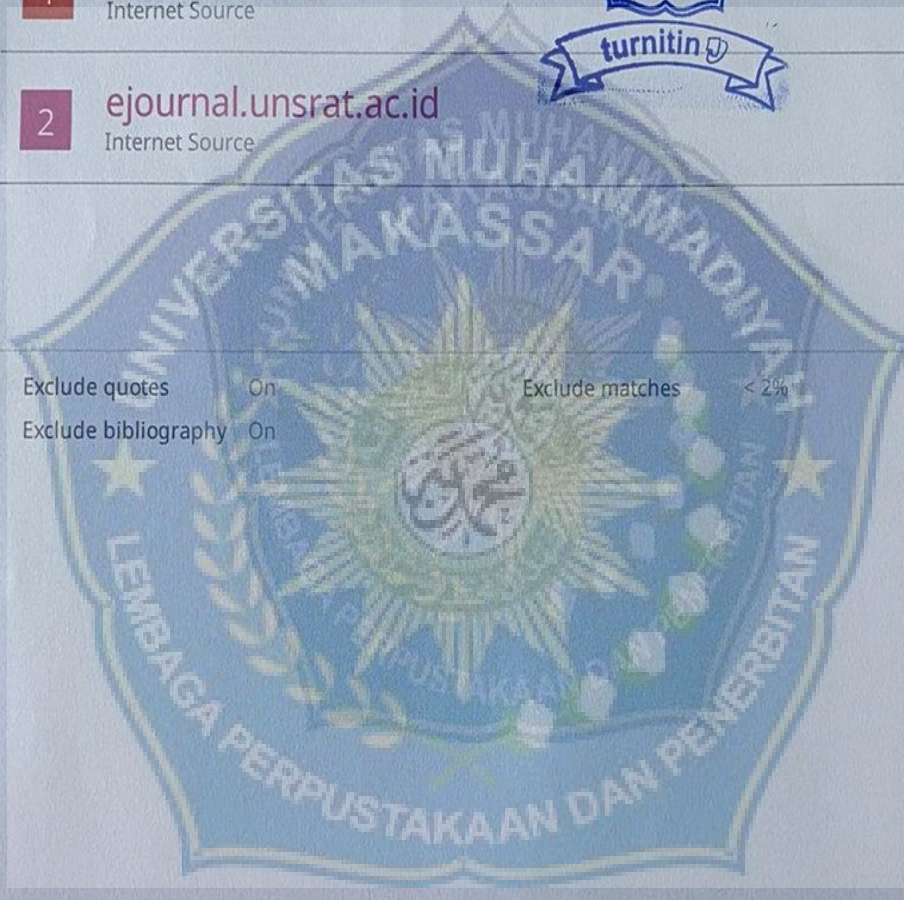 Internet Source
turnitin
2
ejournal.unsrat.ac.id
Internet Source
UNIVERSITAS MUHAMMADIYAH
MAKASSAR
Exclude quotes On
Exclude matches < 2%
Exclude bibliography On
محمد
LEMBAGA PERPUSTAKAAN DAN PENERBITAN